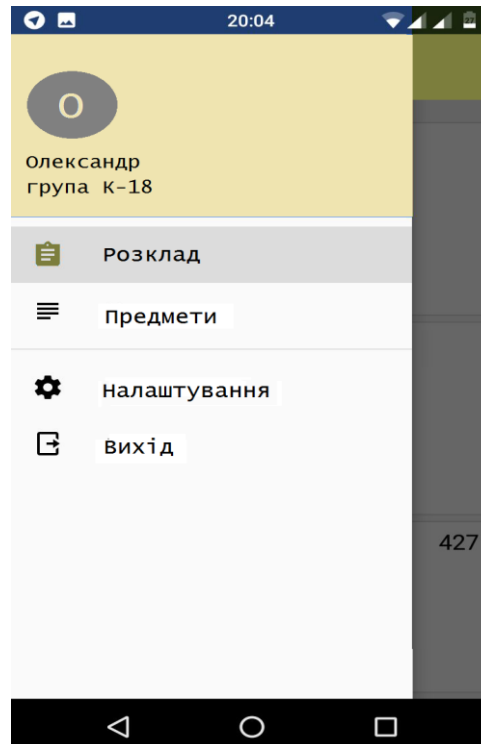 20:04
О
Олександр
група К-18
Розклад
Предмети
Налаштування
Вихід
427